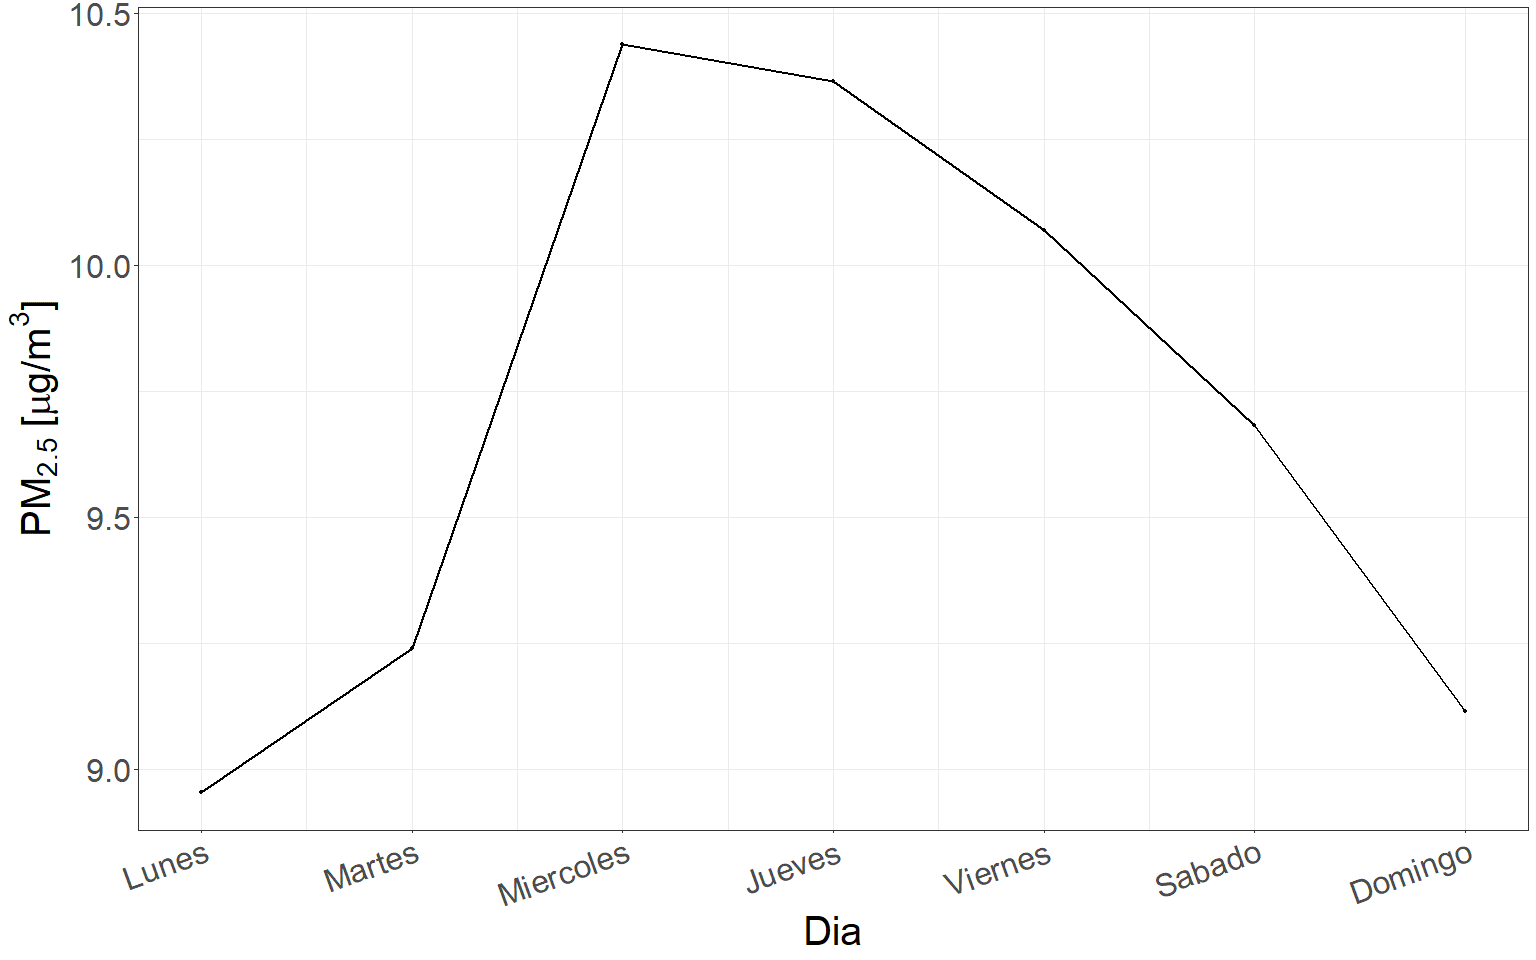 10.5
10.0
9.5
9.0
PM2.5 [µg/m3]
Lunes
Martes
Miercoles
Jueves
Viernes
Sabado
Domingo
Dia